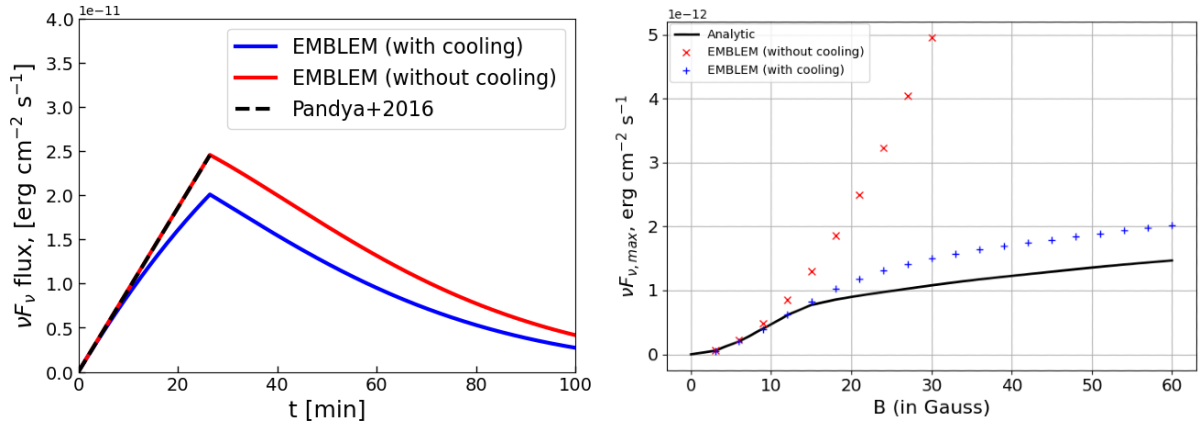 1e−11
4.0
3.5
3.0
2.5
2.0
1.5
1.0
0.5
0.0
νFν flux, [erg cm−2 s−1]
EMBLEM (with cooling)
EMBLEM (without cooling)
Pandya+2016
0 20 40 60 80 100
t [min]
1e−12
5
4
3
2
1
0
νFν,max, erg cm−2 s−1
Analytic
EMBLEM (without cooling)
EMBLEM (with cooling)
0 10 20 30 40 50 60
B (in Gauss)